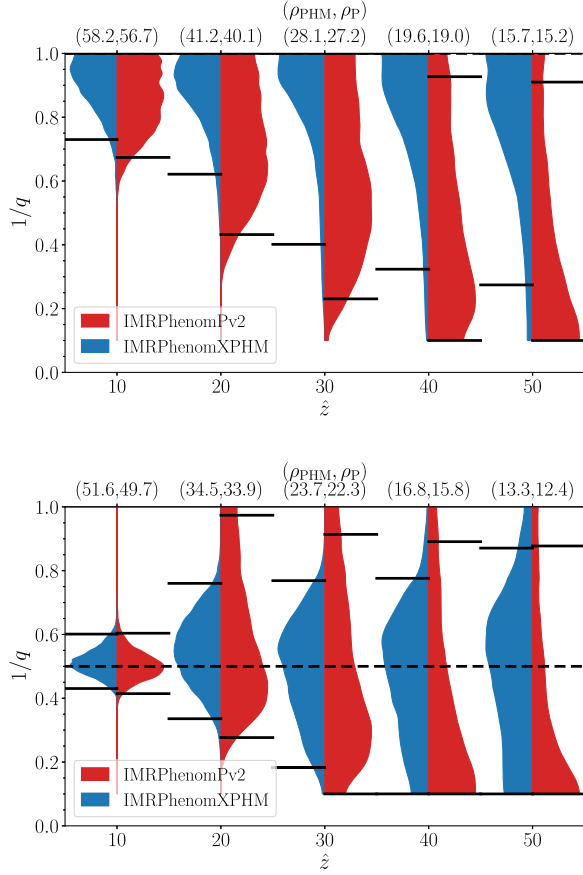 (ρPHM, ρP)
(58.2,56.7) (41.2,40.1) (28.1,27.2) (19.6,19.0) (15.7,15.2)
1.0
0.8
0.6
0.4
0.2
0.0
1/q
IMRPhenomPv2
IMRPhenomXPHM
10 20 30 40 50
ẑ
(ρPHM, ρP)
(51.6,49.7) (34.5,33.9) (23.7,22.3) (16.8,15.8) (13.3,12.4)
1.0
0.8
0.6
0.4
0.2
0.0
1/q
IMRPhenomPv2
IMRPhenomXPHM
10 20 30 40 50
ẑ